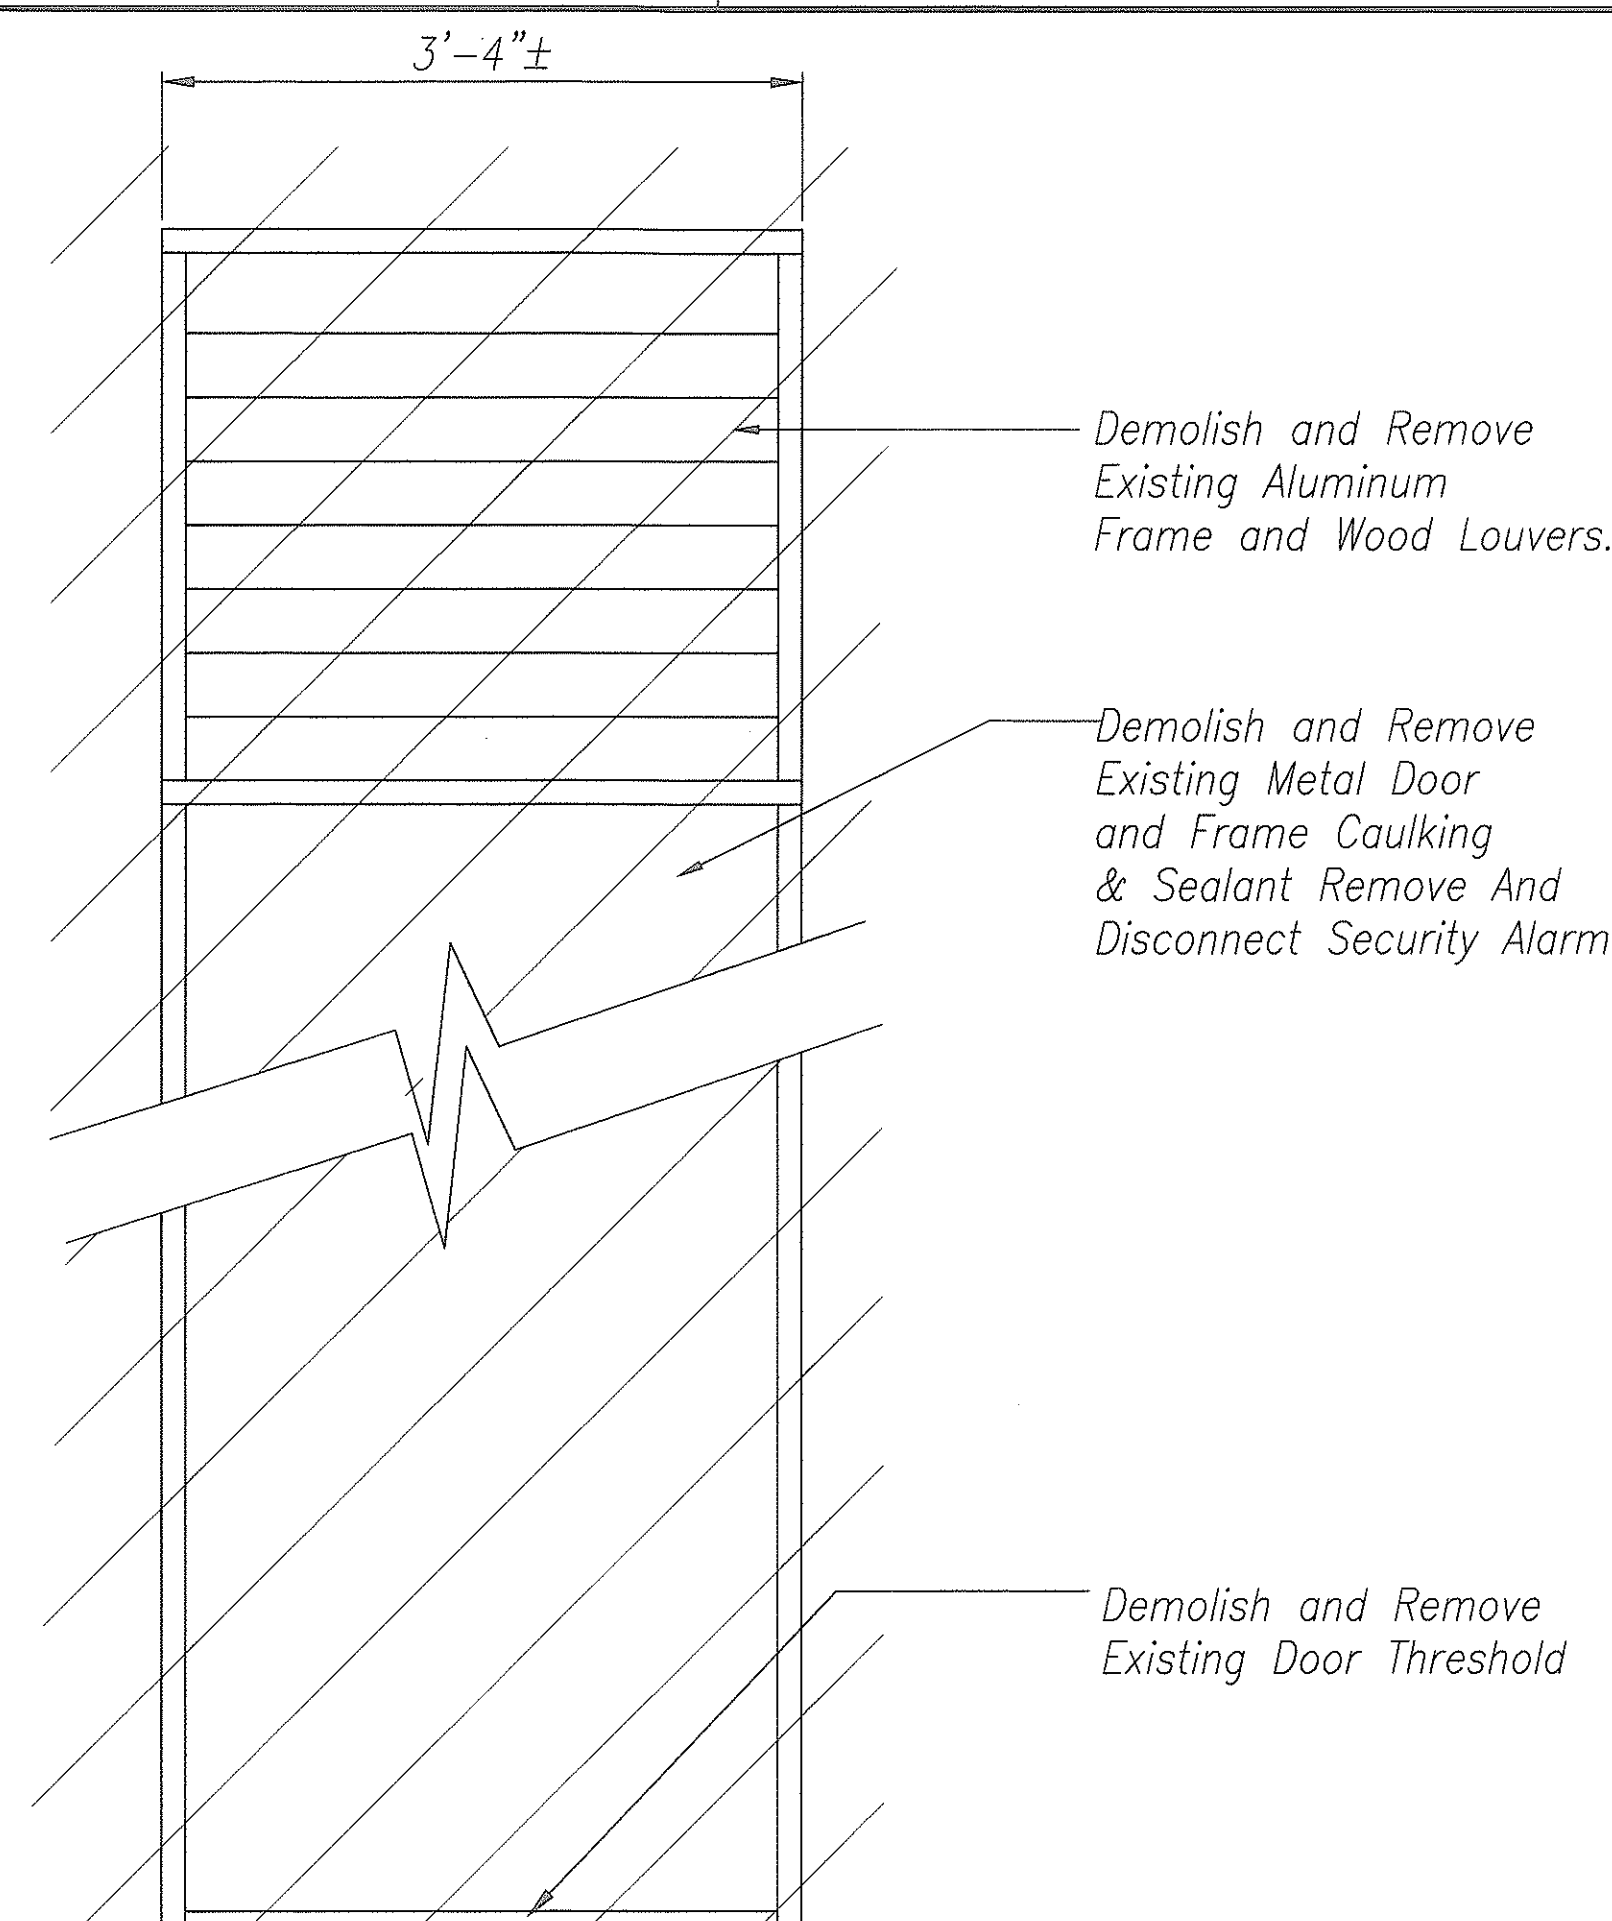 3'-4"±
Demolish and Remove
Existing Aluminum
Frame and Wood Louvers.
Demolish and Remove
Existing Metal Door
and Frame Caulking
& Sealant Remove And
Disconnect Security Alarm
Demolish and Remove
Existing Door Threshold